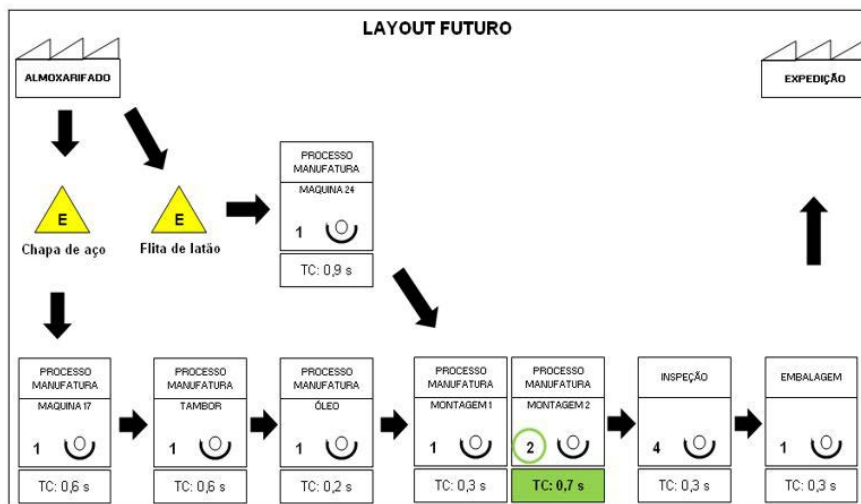 LAYOUT FUTURO
ALMOXARIFADO
EXPEDIÇÃO
PROCESSO
MANUFATURA
MAQUINA 24
1
TC: 0,9 s
E
Chapa de aço
E
Flita de latão
PROCESSO
MANUFATURA
MAQUINA 17
1
TC: 0,6 s
PROCESSO
MANUFATURA
TAMBOR
1
TC: 0,6 s
PROCESSO
MANUFATURA
ÓLEO
1
TC: 0,2 s
PROCESSO
MANUFATURA
MONTAGEM 1
1
TC: 0,3 s
PROCESSO
MANUFATURA
MONTAGEM 2
2
TC: 0,7 s
INSPEÇÃO
4
TC: 0,3 s
EMBALAGEM
1
TC: 0,3 s